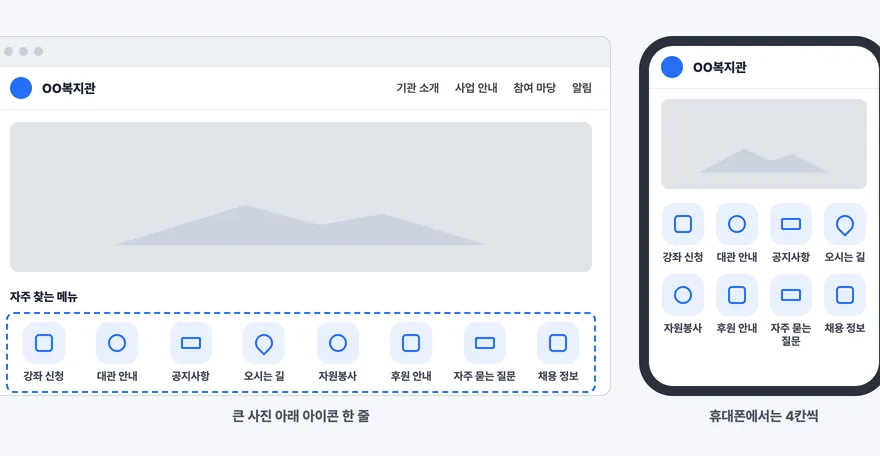 OO복지관
기관 소개 사업 안내 참여 마당 알림
자주 찾는 메뉴
강좌 신청 대관 안내 공지사항 오시는 길 자원봉사 후원 안내 자주 묻는 질문 채용 정보
큰 사진 아래 아이콘 한 줄
OO복지관
강좌 신청 대관 안내 공지사항 오시는 길
자원봉사 후원 안내 자주 묻는 채용 정보
질문
휴대폰에서는 4칸씩